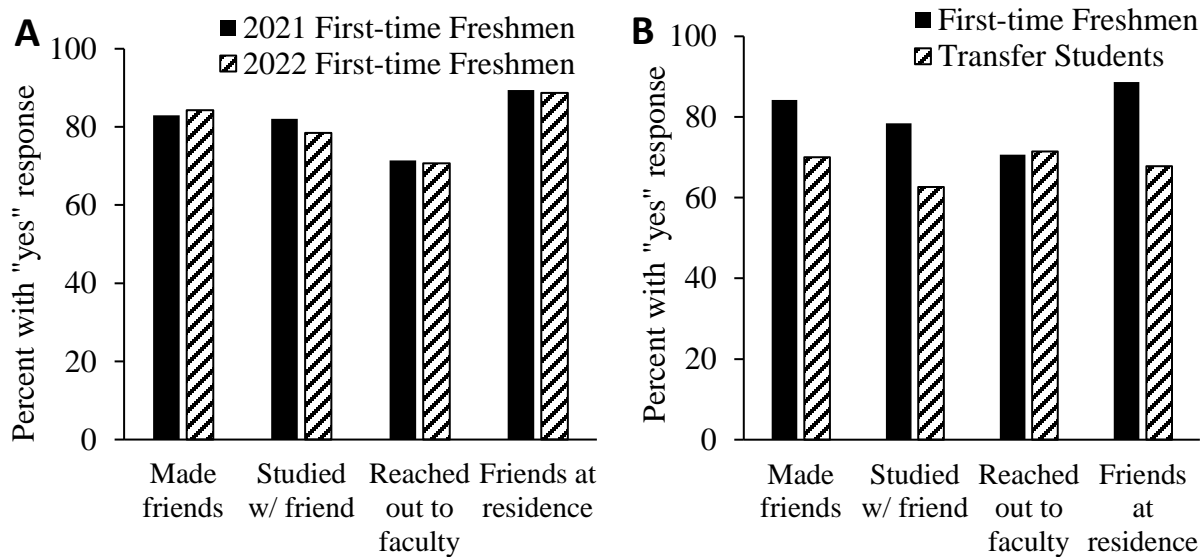 A
2021 First-time Freshmen
2022 First-time Freshmen
Percent with "yes" response
100
80
60
40
20
0
Made
friends
Studied
w/ friend
Reached
out to
faculty
Friends at
residence
B
First-time Freshmen
Transfer Students
Percent with "yes" response
100
80
60
40
20
0
Made
friends
Studied
w/ friend
Reached
out to
faculty
Friends
at
residence